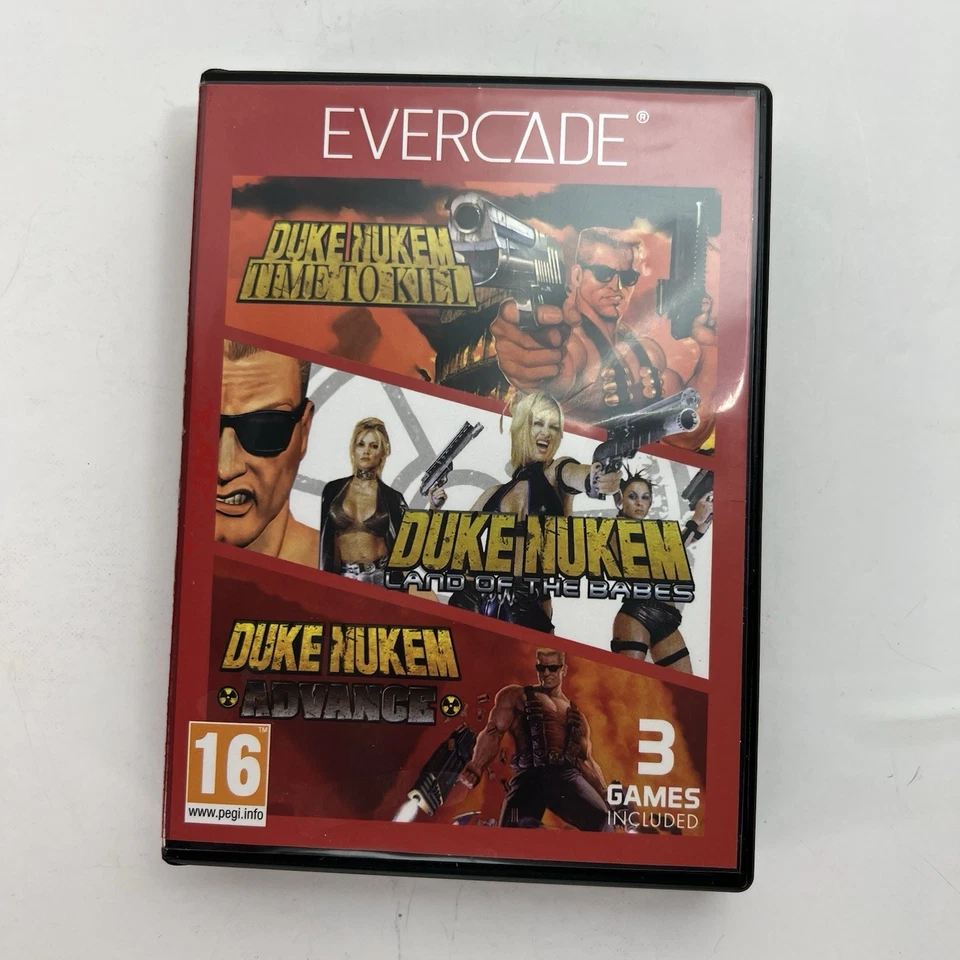 EVERCADE®
DUKE NUKEM
TIME TO KILL
DUKE NUKEM
LAND OF THE BABES
DUKE NUKEM
ADVANCE
16™
www.pegi.info
3
GAMES
INCLUDED